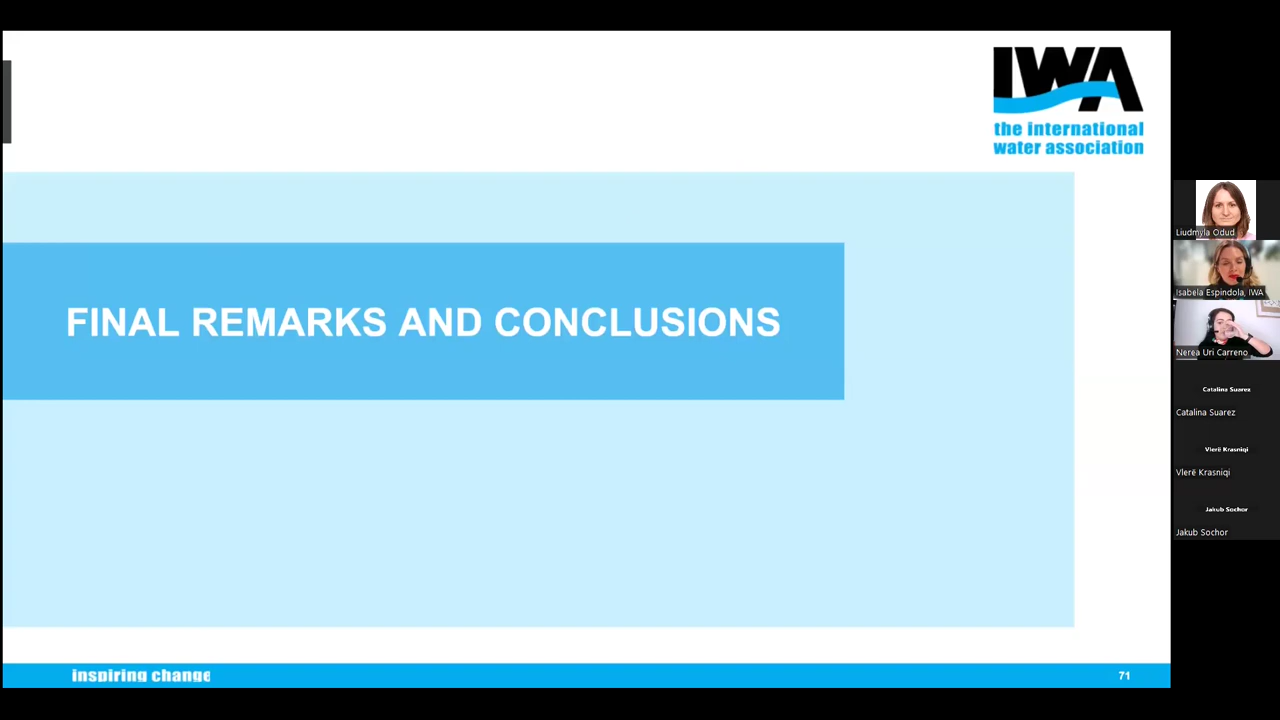 IWA
the international
water association
FINAL REMARKS AND CONCLUSIONS
inspiring change
71
Liudmyla Odud
Isabela Espindola, IWA
Nerea Uri Carreno
Catalina Suarez
Catalina Suarez
Vlerë Krasniqi
Vlerë Krasniqi
Jakub Sochor
Jakub Sochor